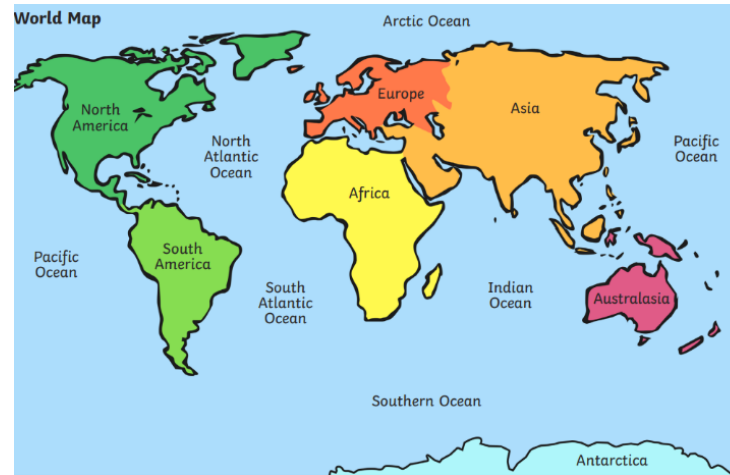 World Map
Arctic Ocean
North
America
Europe
Asia
North
Atlantic
Ocean
Pacific
Ocean
Africa
South
America
Pacific
Ocean
South
Atlantic
Ocean
Indian
Ocean
Australasia
Southern Ocean
Antarctica